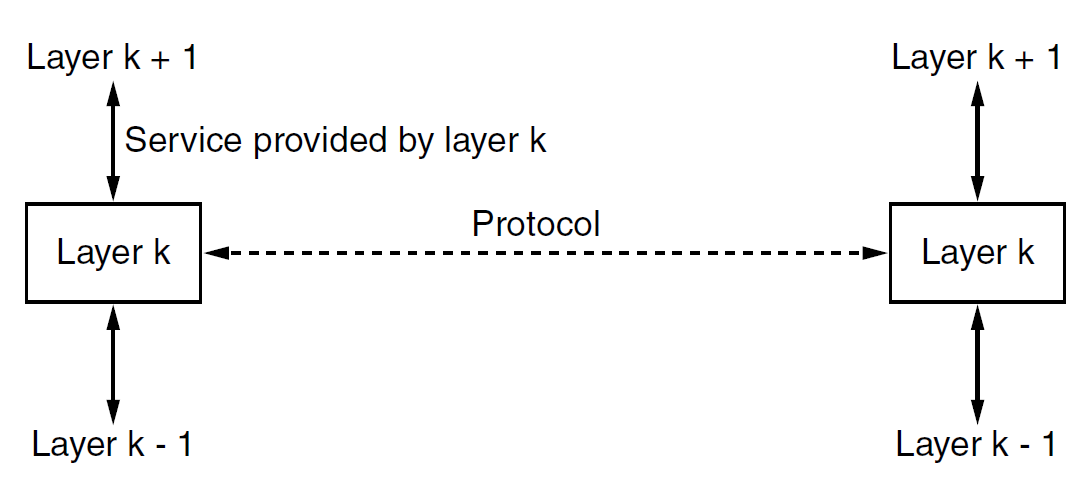 Layer k + 1
Layer k + 1
Service provided by layer k
Protocol
Layer k
Layer k
Layer k - 1
Layer k - 1